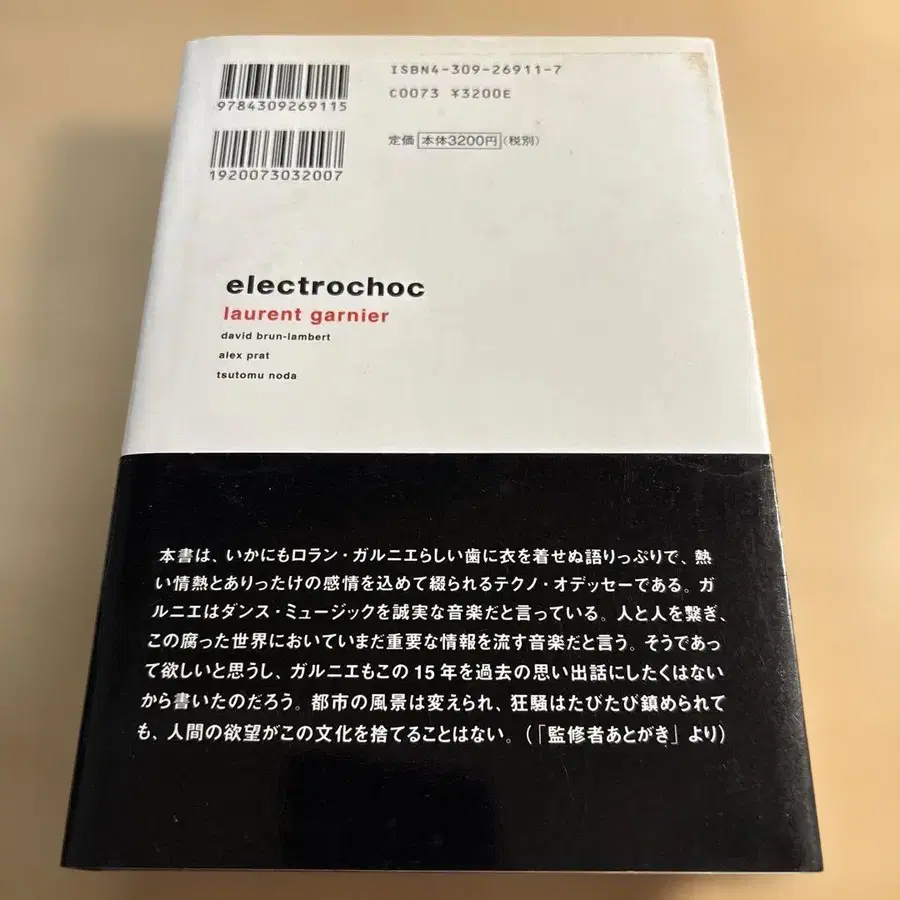 9784309269115
1920073032007
ISBN4-309-26911-7
C0073 ¥3200E
定価 本体3200円 (税別)
electrochoc
laurent garnier
david brun-lambert
alex prat
tsutomu noda
本書は、いかにもロラン・ガルニエらしい歯に衣を着せぬ語りっぷりで、熱
い情熱とありったけの感情を込めて綴られるテクノ・オデッセーである。ガ
ルニエはダンス・ミュージックを誠実な音楽だと言っている。人と人を繋ぎ、
この腐った世界においていまだ重要な情報を流す音楽だと言う。そうであっ
て欲しいと思うし、ガルニエもこの15年を過去の思い出話にしたくはない
から書いたのだろう。都市の風景は変えられ、狂騒はたびたび鎮められて
も、人間の欲望がこの文化を捨てることはない。(「監修者あとがき」より)